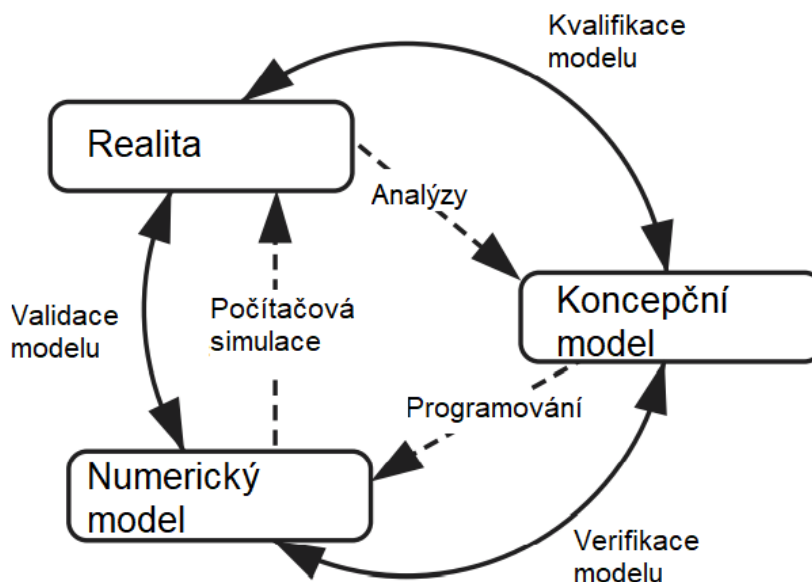 Kvalifikace
modelu
Realita
Analýzy
Koncepční
model
Validace
modelu
Počítačová
simulace
Programování
Numerický
model
Verifikace
modelu